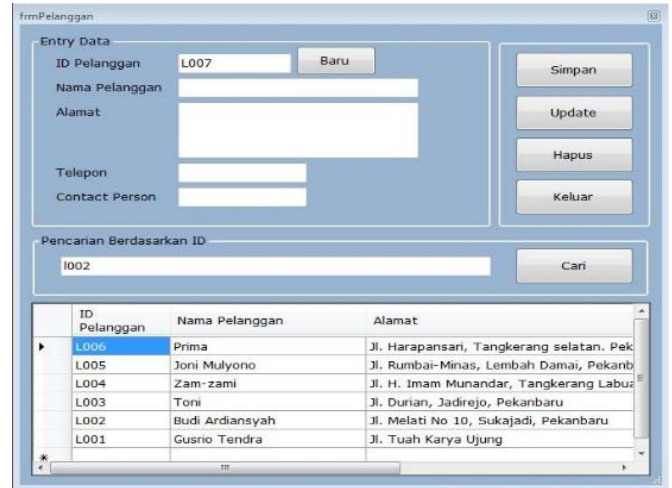 frmPelanggan
Entry Data
ID Pelanggan L007 Baru
Nama Pelanggan
Alamat
Telepon
Contact Person
Simpan
Update
Hapus
Keluar
Pencarian Berdasarkan ID
l002 Cari
ID Pelanggan Nama Pelanggan Alamat
L006 Prima Jl. Harapansari, Tangkerang selatan. Pek
L005 Joni Mulyono Jl. Rumbai-Minas, Lembah Damai, Pekanb
L004 Zam-zami Jl. H. Imam Munandar, Tangkerang Labua
L003 Toni Jl. Durian, Jadirejo, Pekanbaru
L002 Budi Ardiansyah Jl. Melati No 10, Sukajadi, Pekanbaru
L001 Gusrio Tendra Jl. Tuah Karya Ujung